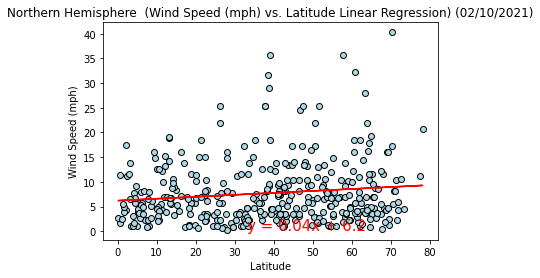 Northern Hemisphere (Wind Speed (mph) vs. Latitude Linear Regression) (02/10/2021)
Wind Speed (mph)
40
35
30
25
20
15
10
5
0
y = 0.04x + 6.2
0 10 20 30 40 50 60 70 80
Latitude